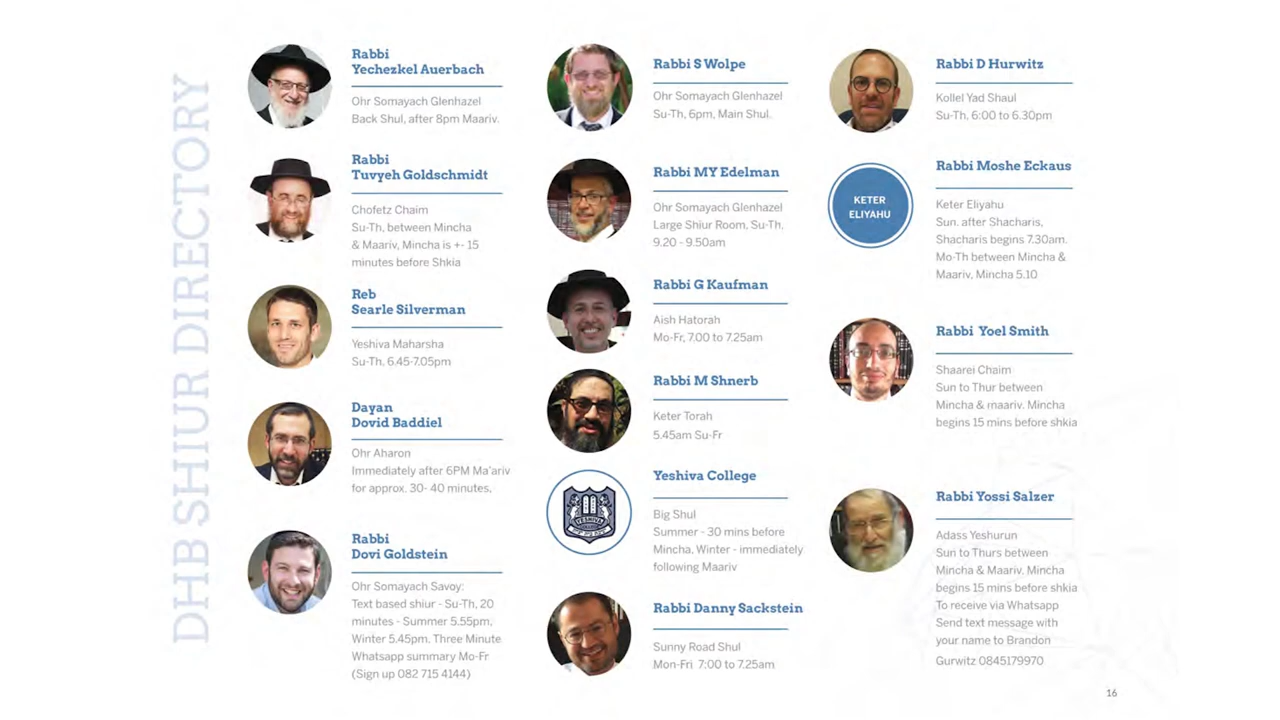 DHB SHIUR DIRECTORY
Rabbi
Yechezkel Auerbach
Ohr Somayach Glenhazel
Back Shul, after 8pm Maariv.
Rabbi
Tuvyeh Goldschmidt
Chofetz Chaim
Su-Th, between Mincha
& Maariv, Mincha is +- 15
minutes before Shkia
Reb
Searle Silverman
Yeshiva Maharsha
Su-Th. 6.45-7.05pm
Dayan
Dovid Baddiel
Ohr Aharon
Immediately after 6PM Ma'ariv
for approx. 30- 40 minutes,
Rabbi
Dovi Goldstein
Ohr Somayach Savoy:
Text based shiur - Su-Th, 20
minutes - Summer 5.55pm,
Winter 5.45pm. Three Minute
Whatsapp summary Mo-Fr
(Sign up 082 715 4144)
Rabbi S Wolpe
Ohr Somayach Glenhazel
Su-Th, 6pm, Main Shul.
Rabbi MY Edelman
Ohr Somayach Glenhazel
Large Shiur Room, Su-Th.
9.20 - 9.50am
Rabbi G Kaufman
Aish Hatorah
Mo-Fr, 7.00 to 7.25am
Rabbi M Shnerb
Keter Torah
5.45am Su-Fr
YESHIVA
Yeshiva College
Big Shul
Summer - 30 mins before
Mincha, Winter - immediately
following Maariv
Rabbi Danny Sackstein
Sunny Road Shul
Mon-Fri 7:00 to 7.25am
Rabbi D Hurwitz
Kollel Yad Shaul
Su-Th, 6:00 to 6.30pm
KETER
ELIYAHU
Rabbi Moshe Eckaus
Keter Eliyahu
Sun. after Shacharis,
Shacharis begins 7.30am.
Mo-Th between Mincha &
Maariv, Mincha 5.10
Rabbi Yoel Smith
Shaarei Chaim
Sun to Thur between
Mincha & maariv. Mincha
begins 15 mins before shkia
Rabbi Yossi Salzer
Adass Yeshurun
Sun to Thurs between
Mincha & Maariv. Mincha
begins 15 mins before shkia
To receive via Whatsapp
Send text message with
your name to Brandon
Gurwitz 0845179970
16